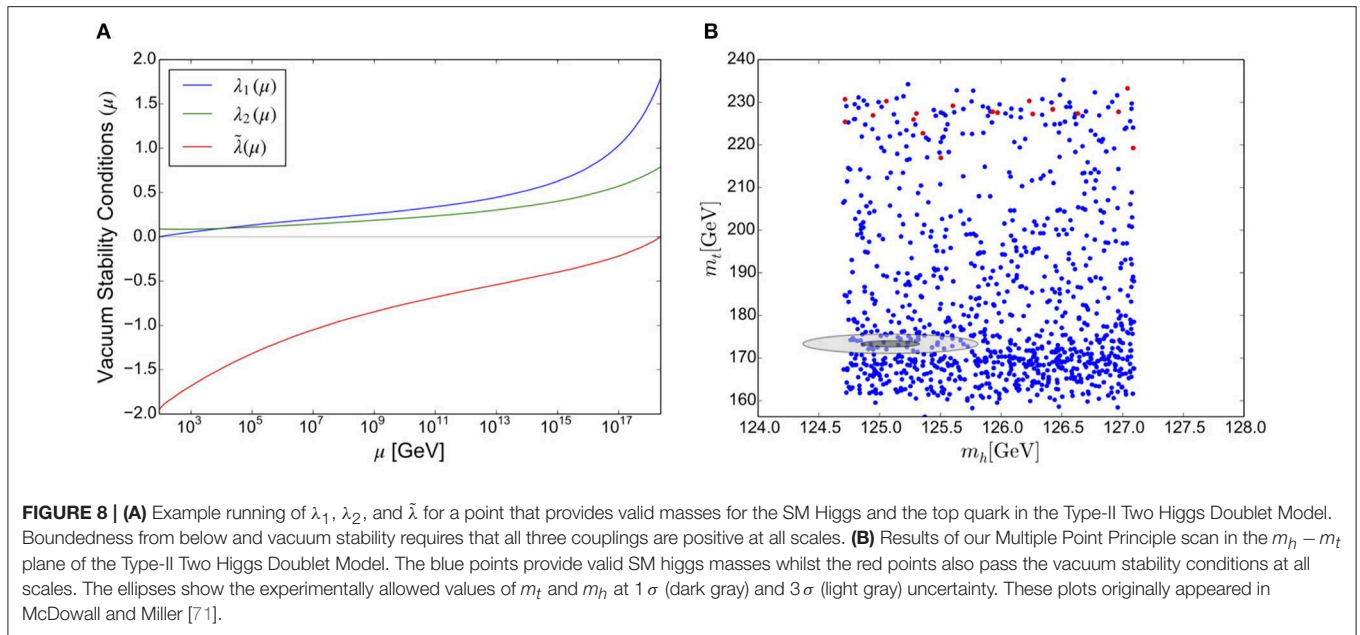 A
B
Vacuum Stability Conditions (μ)
2.0
1.5
1.0
0.5
0.0
−0.5
−1.0
−1.5
−2.0
λ₁(μ)
λ₂(μ)
λ̃(μ)
10³ 10⁵ 10⁷ 10⁹ 10¹¹ 10¹³ 10¹⁵ 10¹⁷
μ [GeV]
m_t[GeV]
240
230
220
210
200
190
180
170
160
124.0 124.5 125.0 125.5 126.0 126.5 127.0 127.5 128.0
m_h[GeV]
FIGURE 8 | (A) Example running of λ₁, λ₂, and λ̃ for a point that provides valid masses for the SM Higgs and the top quark in the Type-II Two Higgs Doublet Model.
Boundedness from below and vacuum stability requires that all three couplings are positive at all scales. (B) Results of our Multiple Point Principle scan in the m_h − m_t
plane of the Type-II Two Higgs Doublet Model. The blue points provide valid SM higgs masses whilst the red points also pass the vacuum stability conditions at all
scales. The ellipses show the experimentally allowed values of m_t and m_h at 1 σ (dark gray) and 3 σ (light gray) uncertainty. These plots originally appeared in
McDowall and Miller [71].